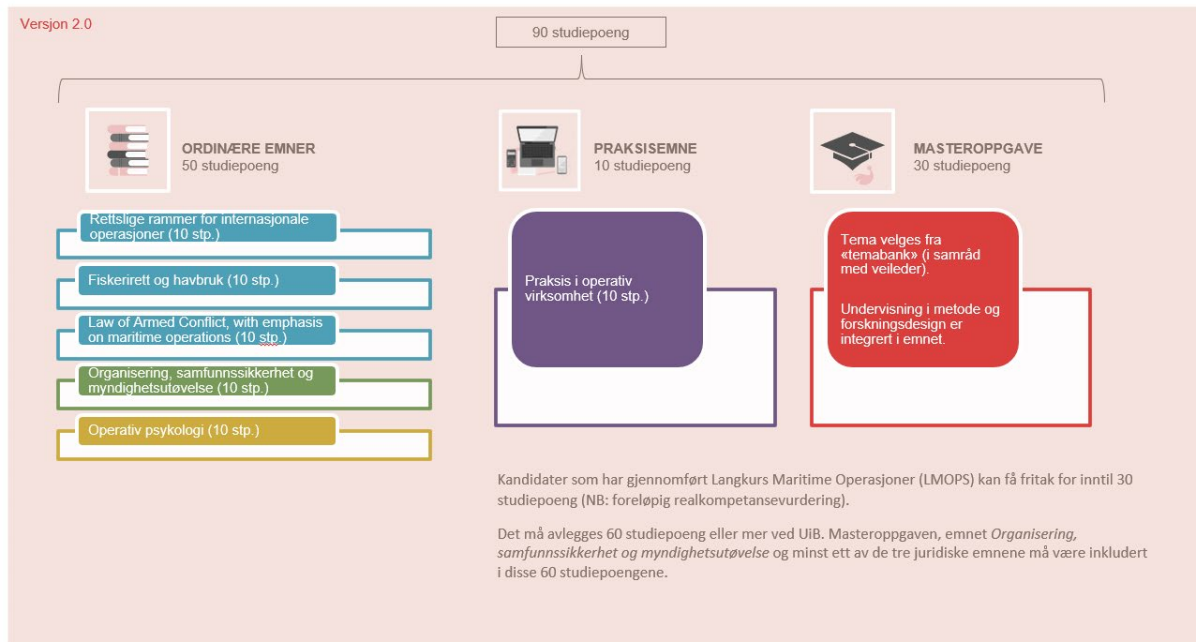 Versjon 2.0
90 studiepoeng
ORDINÆRE EMNER
50 studiepoeng
Rettslige rammer for internasjonale
operasjoner (10 stp.)
Fiskerirett og havbruk (10 stp.)
Law of Armed Conflict, with emphasis
on maritime operations (10 stp.)
Organisering, samfunnssikkerhet og
myndighetsutøvelse (10 stp.)
Operativ psykologi (10 stp.)
PRAKSISEMNE
10 studiepoeng
Praksis i operativ
virksomhet (10 stp.)
MASTEROPPGAVE
30 studiepoeng
Tema velges fra
«temabank» (i samråd
med veileder).
Undervisning i metode og
forskningsdesign er
integrert i emnet.
Kandidater som har gjennomført Langkurs Maritime Operasjoner (LMOPS) kan få fritak for inntil 30
studiepoeng (NB: foreløpig realkompetansevurdering).
Det må avlegges 60 studiepoeng eller mer ved UiB. Masteroppgaven, emnet Organisering,
samfunnssikkerhet og myndighetsutøvelse og minst ett av de tre juridiske emnene må være inkludert
i disse 60 studiepoengene.